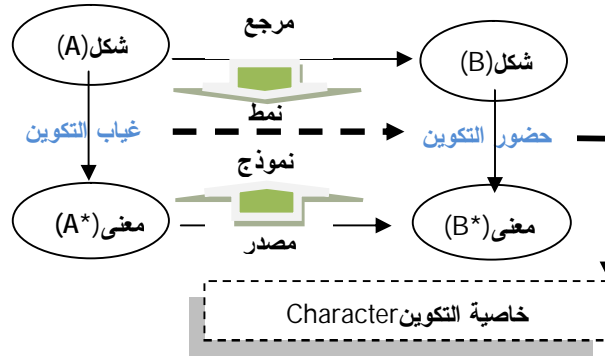 مرجع
شكل(A)
شكل(B)
نمط
غياب التكوين
حضور التكوين
نموذج
معنى(A*)
معنى(B*)
مصدر
خاصية التكوينCharacter